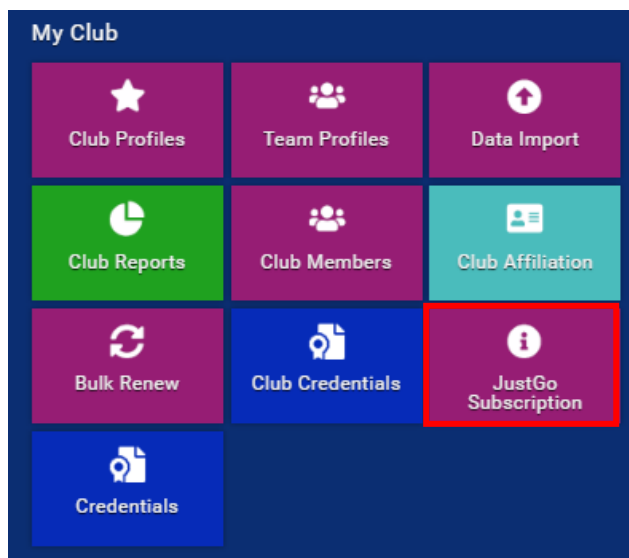 My Club
Club Profiles
Team Profiles
Data Import
Club Reports
Club Members
Club Affiliation
Bulk Renew
Club Credentials
JustGo
Subscription
Credentials